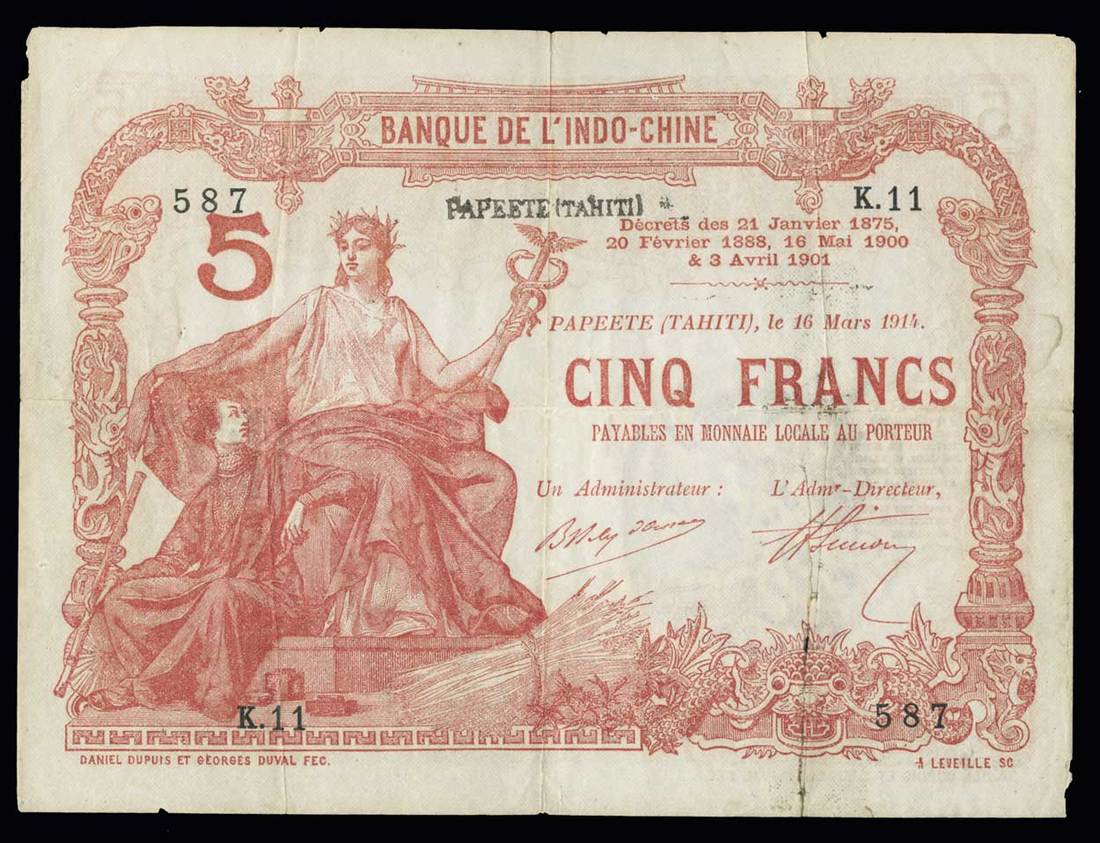 BANQUE DE L'INDO-CHINE
587
K.11
5
PAPEETE (TAHITI)
Décrets des 21 Janvier 1875,
20 Février 1888, 16 Mai 1900
& 3 Avril 1901
PAPEETE (TAHITI), le 16 Mars 1914.
CINQ FRANCS
PAYABLES EN MONNAIE LOCALE AU PORTEUR
Un Administrateur : L'Admr-Directeur,
K.11
587
DANIEL DUPUIS ET GEORGES DUVAL FEC.
A LEVEILLE SC